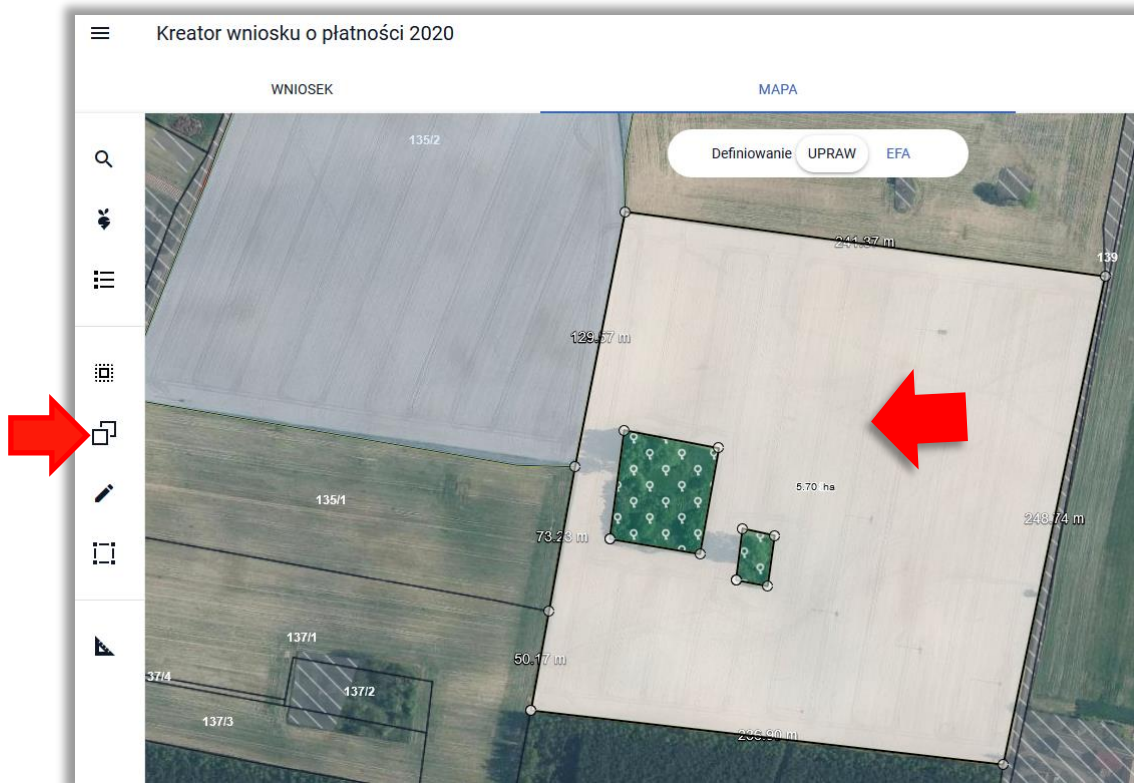 Kreator wniosku o płatności 2020
WNIOSEK
MAPA
Definiowanie UPRAW EFA
135/2
241.37 m
139
129.57 m
5.70 ha
135/1
248.74 m
73.23 m
137/1
50.17 m
37/4
137/2
137/3
236.90 m